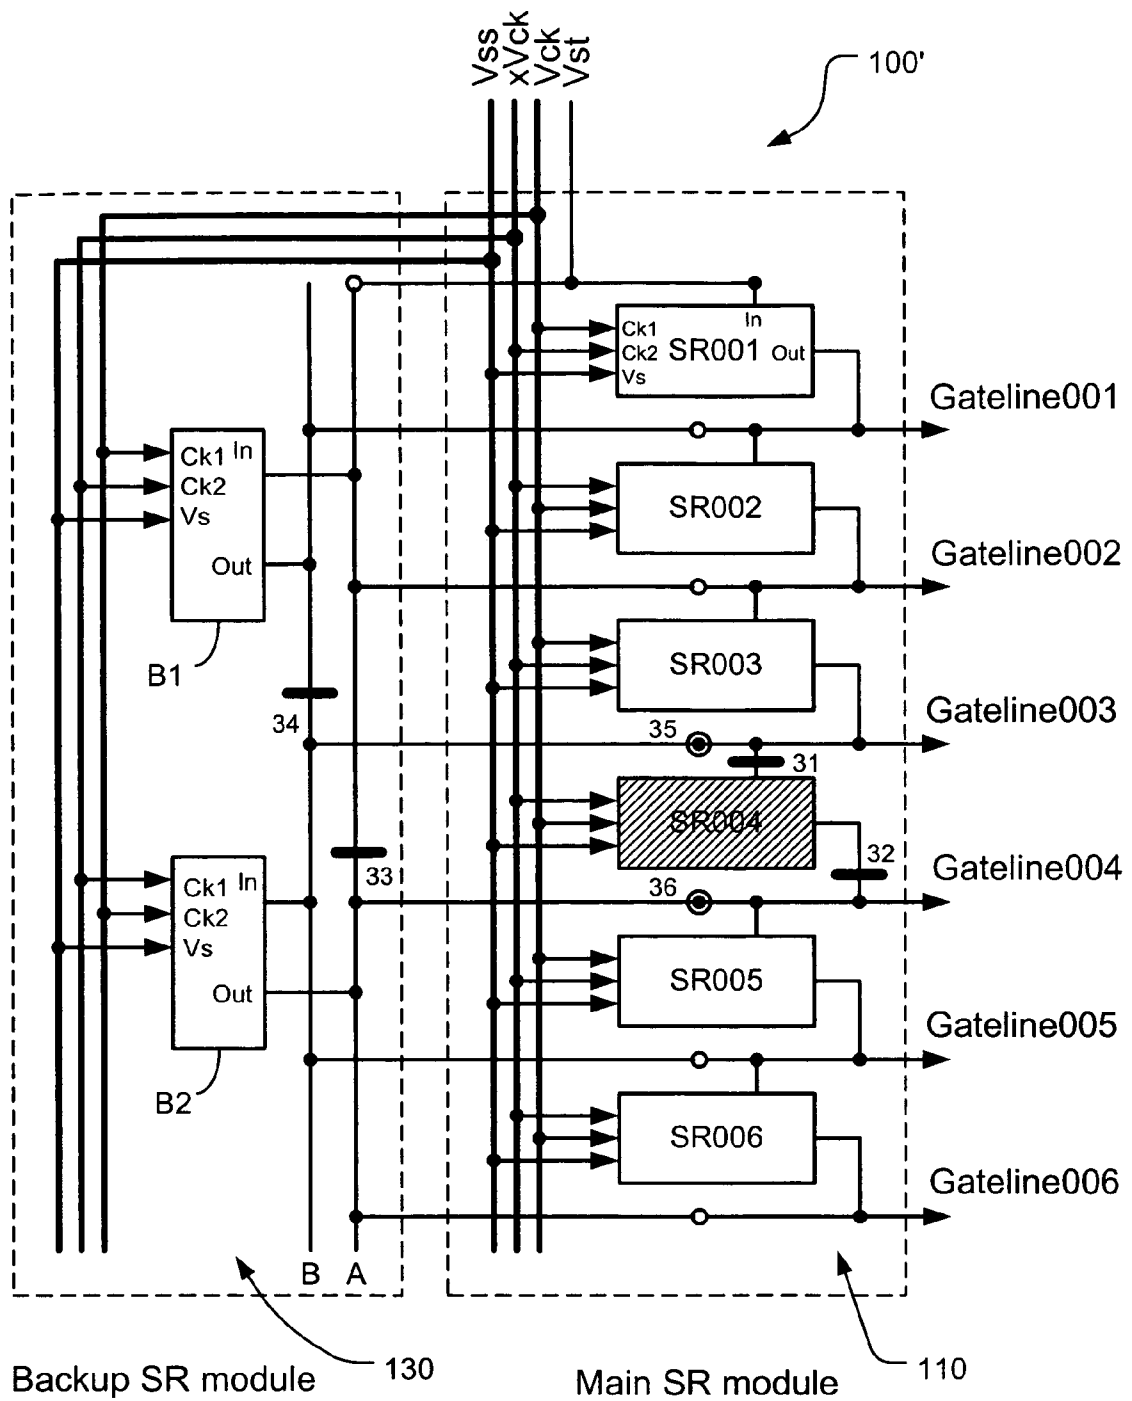 Vss
xVck
Vck
Vst
100'
In
Ck1
Ck2
SR001
Out
Vs
Gateline001
Ck1
In
Ck2
Vs
Out
SR002
Gateline002
B1
SR003
34
35
Gateline003
31
SR004
33
32
Gateline004
36
Ck1
In
Ck2
Vs
Out
SR005
Gateline005
B2
SR006
Gateline006
B
A
130
110
Backup SR module
Main SR module